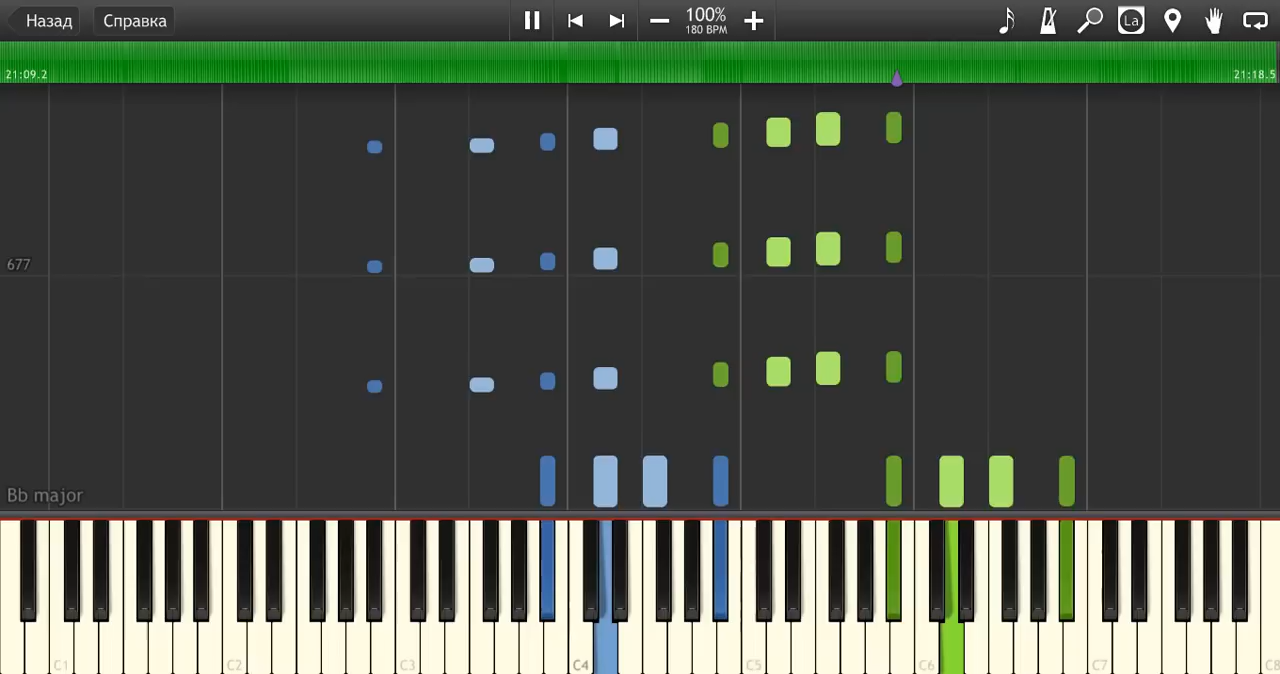 Назад
Справка
100%
180 BPM
La
21:09.2
21:18.5
677
Bb major
C1 C2 C3 C4 C5 C6 C7 C8